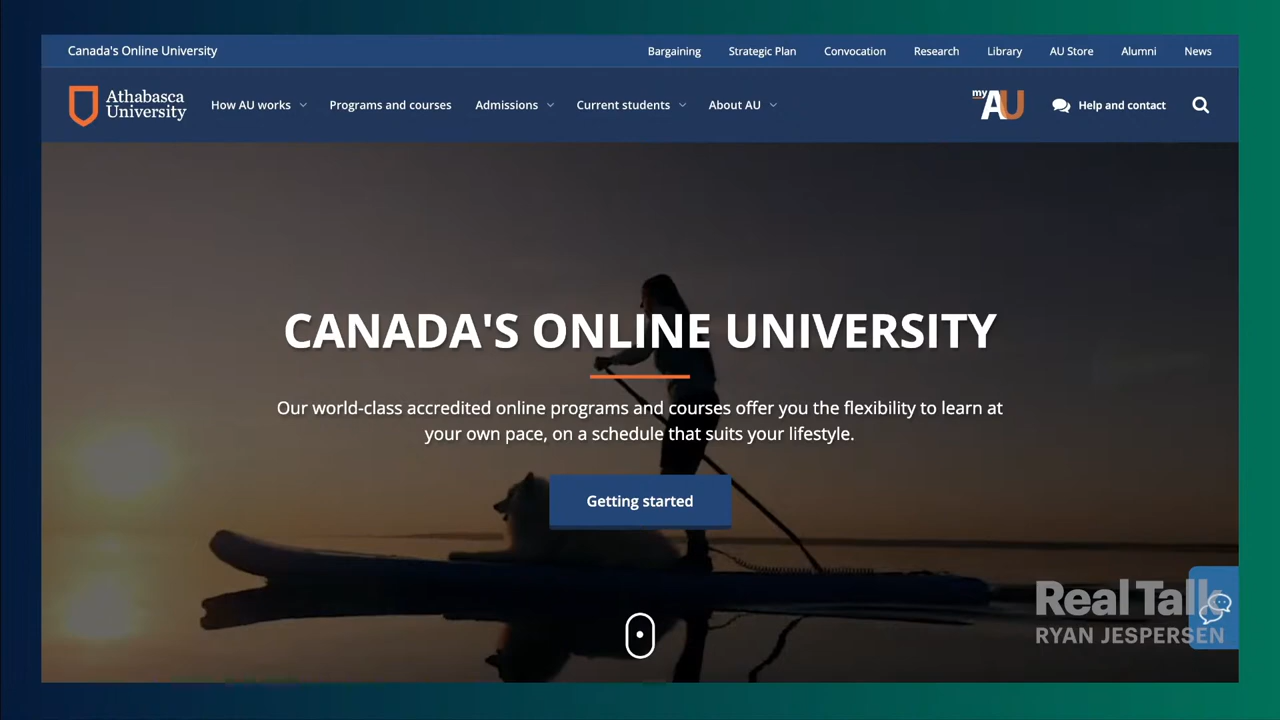 Canada's Online University
Bargaining
Strategic Plan
Convocation
Research
Library
AU Store
Alumni
News
Athabasca
University
How AU works
Programs and courses
Admissions
Current students
About AU
my AU
Help and contact
CANADA'S ONLINE UNIVERSITY
Our world-class accredited online programs and courses offer you the flexibility to learn at
your own pace, on a schedule that suits your lifestyle.
Getting started
Real Talk
RYAN JESPERSEN